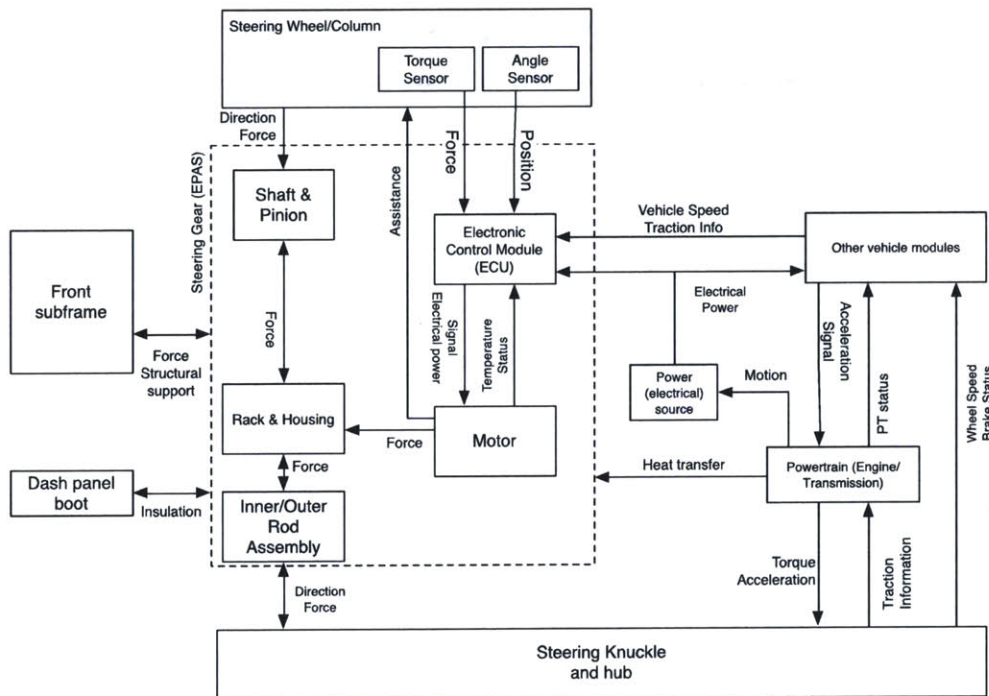 Steering Wheel/Column
Torque
Sensor
Angle
Sensor
Direction
Force
Steering Gear (EPAS)
Shaft &
Pinion
Assistance
Force
Position
Electronic
Control Module
(ECU)
Vehicle Speed
Traction Info
Other vehicle modules
Front
subframe
Force
Structural
support
Force
Signal
Electrical power
Temperature
Status
Electrical
Power
Acceleration
Signal
PT status
Wheel Speed
Brake Status
Power
(electrical)
source
Motion
Rack & Housing
Force
Motor
Force
Heat transfer
Powertrain (Engine/
Transmission)
Dash panel
boot
Insulation
Inner/Outer
Rod
Assembly
Direction
Force
Torque
Acceleration
Traction
Information
Steering Knuckle
and hub